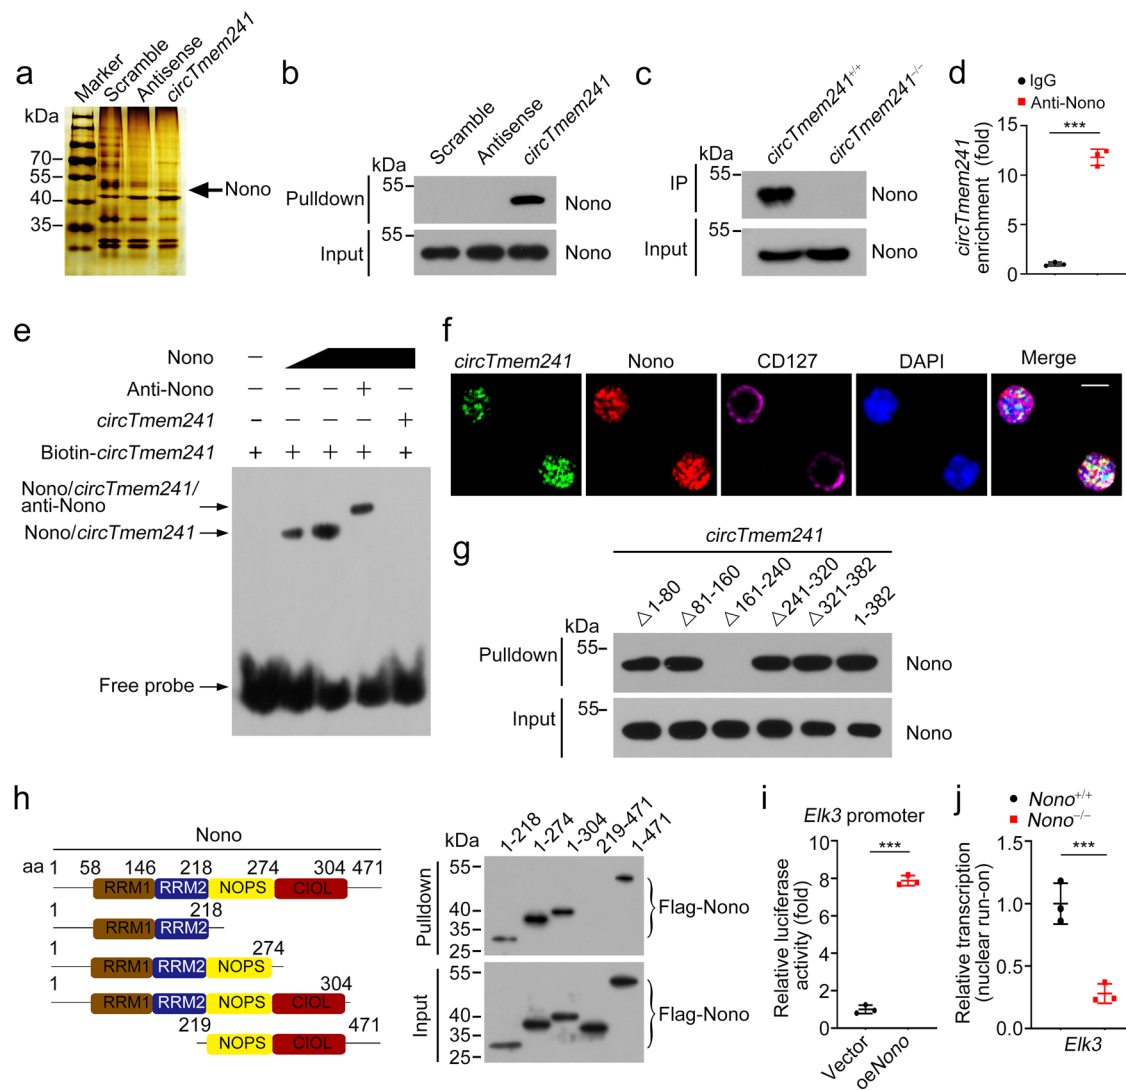 a
Marker
Scramble
Antisense
circTmem241
kDa
70
55
40
35
Nono
b
Scramble
Antisense
circTmem241
kDa
55
Pulldown
Nono
55
Input
Nono
c
circTmem241+/+
circTmem241−/−
kDa
55
IP
Nono
55
Input
Nono
d
IgG
Anti-Nono
***
circTmem241
enrichment (fold)
15
10
5
0
e
Nono
–
Anti-Nono
– – – + –
circTmem241
– – – – +
Biotin-circTmem241
+ + + + +
Nono/circTmem241/
anti-Nono
Nono/circTmem241
Free probe
f
circTmem241 Nono CD127 DAPI Merge
g
circTmem241
△1-80
△81-160
△161-240
△241-320
△321-382
1-382
kDa
55
Pulldown
Nono
55
Input
Nono
h
Nono
aa 1 58 146 218 274 304 471
RRM1 RRM2 NOPS CIOL
1 218
RRM1 RRM2
1 274
RRM1 RRM2 NOPS
1 304
RRM1 RRM2 NOPS CIOL
219 471
NOPS CIOL
kDa
1-218
1-274
1-304
219-471
1-471
Pulldown
55
40
35
25
Flag-Nono
Input
55
40
35
25
Flag-Nono
i
Elk3 promoter
***
Relative luciferase
activity (fold)
10
8
6
4
2
0
Vector
oeNono
j
Nono+/+
Nono−/−
***
Relative transcription
(nuclear run-on)
1.5
1.0
0.5
0.0
Elk3